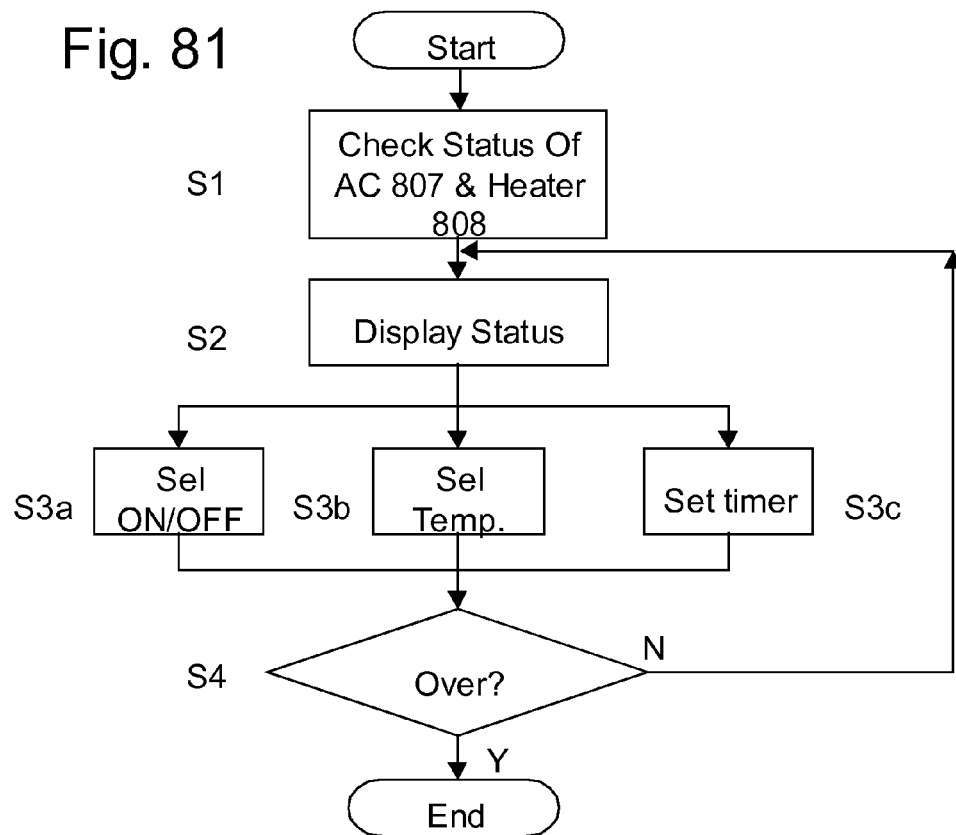 Fig. 81
Start
S1
Check Status Of
AC 807 & Heater
808
S2
Display Status
S3a
Sel
ON/OFF
S3b
Sel
Temp.
Set timer
S3c
S4
Over?
N
Y
End